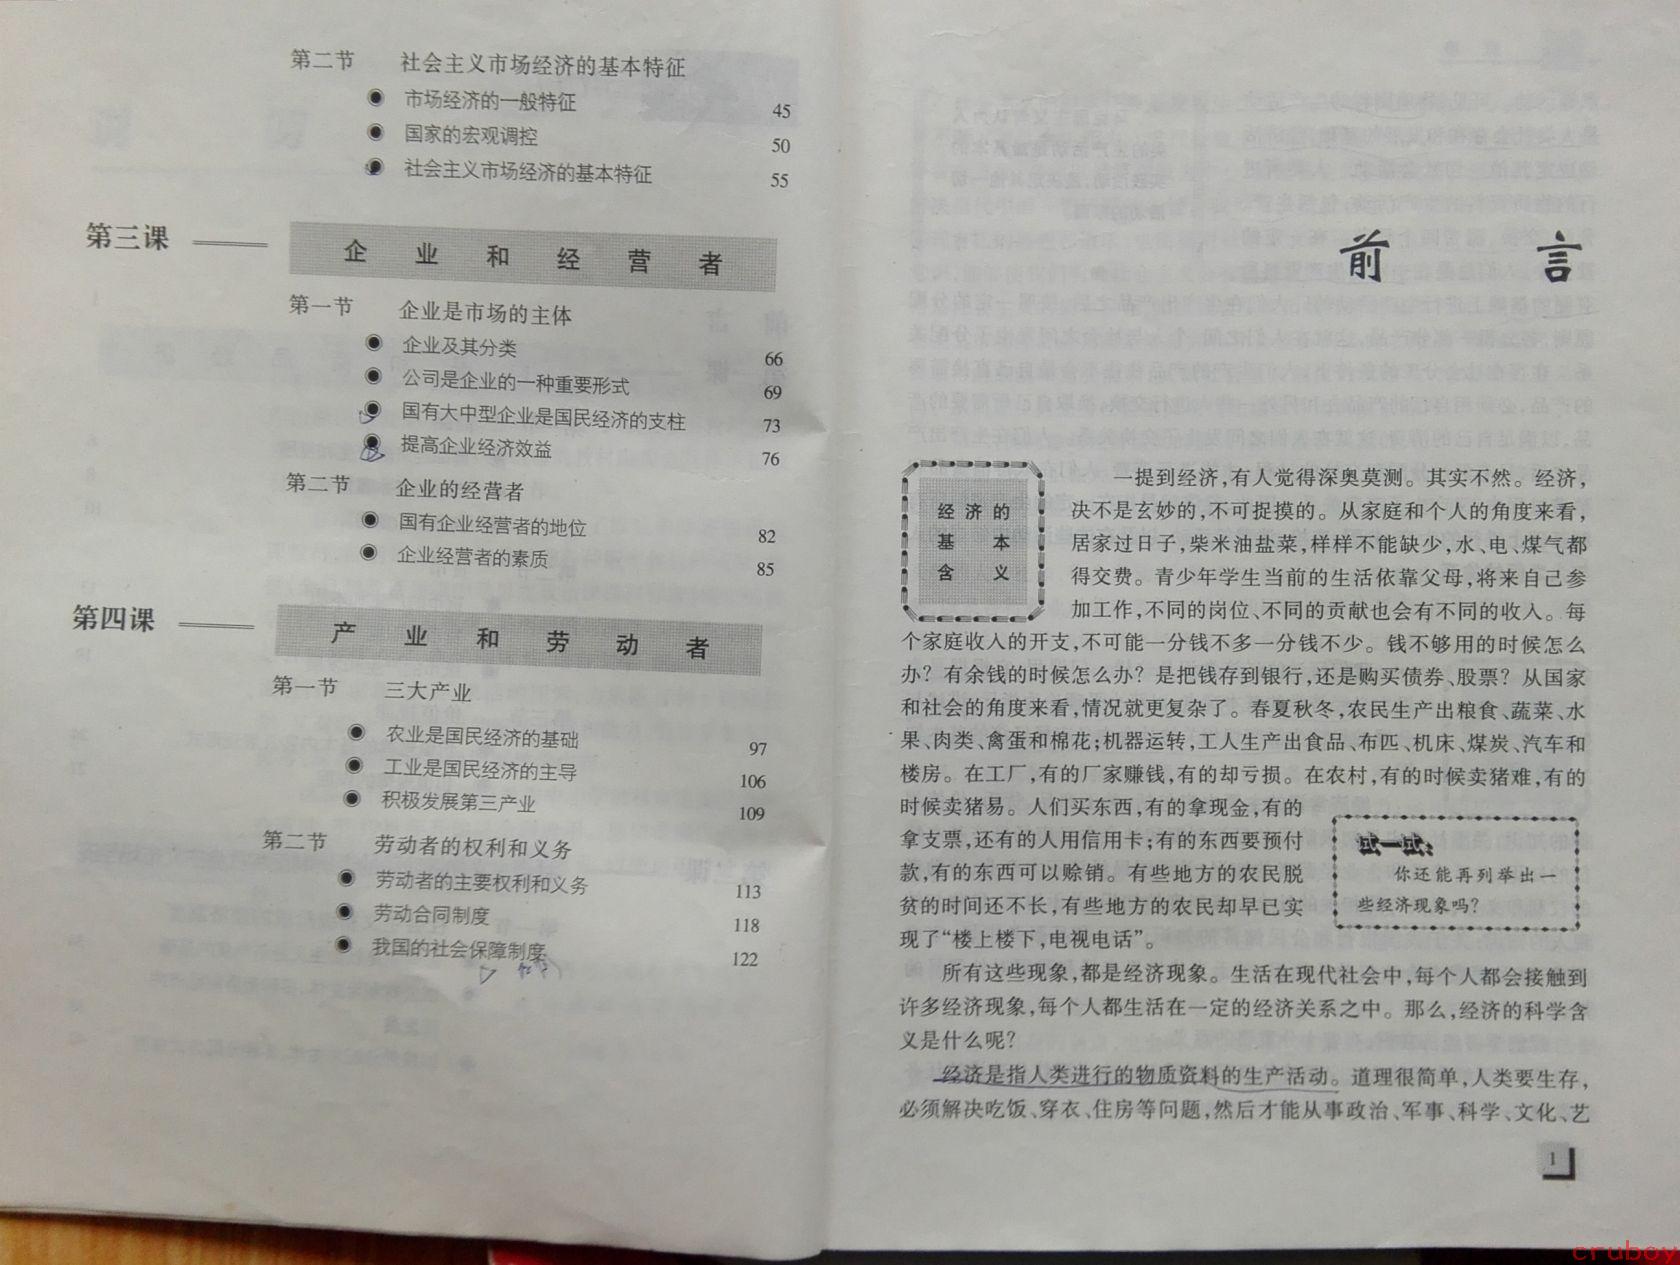 第二节 社会主义市场经济的基本特征
市场经济的一般特征 45
国家的宏观调控 50
社会主义市场经济的基本特征 55
第三课 企业和经营者
第一节 企业是市场的主体
企业及其分类 66
公司是企业的一种重要形式 69
国有大中型企业是国民经济的支柱 73
提高企业经济效益 76
第二节 企业的经营者
国有企业经营者的地位 82
企业经营者的素质 85
第四课 产业和劳动者
第一节 三大产业
农业是国民经济的基础 97
工业是国民经济的主导 106
积极发展第三产业 109
第二节 劳动者的权利和义务
劳动者的主要权利和义务 113
劳动合同制度 118
我国的社会保障制度 122
前言
经济的
基本
含义
一提到经济,有人觉得深奥莫测。其实不然。经济,
决不是玄妙的,不可捉摸的。从家庭和个人的角度来看,
居家过日子,柴米油盐菜,样样不能缺少,水、电、煤气都
得交费。青少年学生当前的生活依靠父母,将来自己参
加工作,不同的岗位、不同的贡献也会有不同的收入。每
个家庭收入的开支,不可能一分钱不多一分钱不少。钱不够用的时候怎么
办?有余钱的时候怎么办?是把钱存到银行,还是购买债券、股票?从国家
和社会的角度来看,情况就更复杂了。春夏秋冬,农民生产出粮食、蔬菜、水
果、肉类、禽蛋和棉花;机器运转,工人生产出食品、布匹、机床、煤炭、汽车和
楼房。在工厂,有的厂家赚钱,有的却亏损。在农村,有的时候卖猪难,有的
时候卖猪易。人们买东西,有的拿现金,有的
拿支票,还有的人用信用卡;有的东西要预付
款,有的东西可以赊销。有些地方的农民脱
贫的时间还不长,有些地方的农民却早已实
现了“楼上楼下,电视电话”。
试一试:
你还能再列举出一
些经济现象吗?
所有这些现象,都是经济现象。生活在现代社会中,每个人都会接触到
许多经济现象,每个人都生活在一定的经济关系之中。那么,经济的科学含
义是什么呢?
经济是指人类进行的物质资料的生产活动。道理很简单,人类要生存,
必须解决吃饭、穿衣、住房等问题,然后才能从事政治、军事、科学、文化、艺
1
cruboy